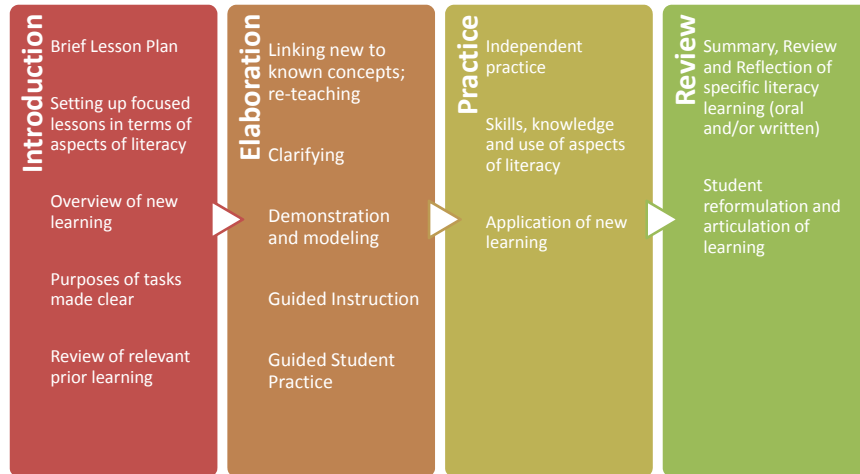 Introduction
Brief Lesson Plan
Setting up focused
lessons in terms of
aspects of literacy
Overview of new
learning
Purposes of tasks
made clear
Review of relevant
prior learning
Elaboration
Linking new to
known concepts;
re-teaching
Clarifying
Demonstration
and modeling
Guided Instruction
Guided Student
Practice
Practice
Independent
practice
Skills, knowledge
and use of aspects
of literacy
Application of new
learning
Review
Summary, Review
and Reflection of
specific literacy
learning (oral
and/or written)
Student
reformulation and
articulation of
learning